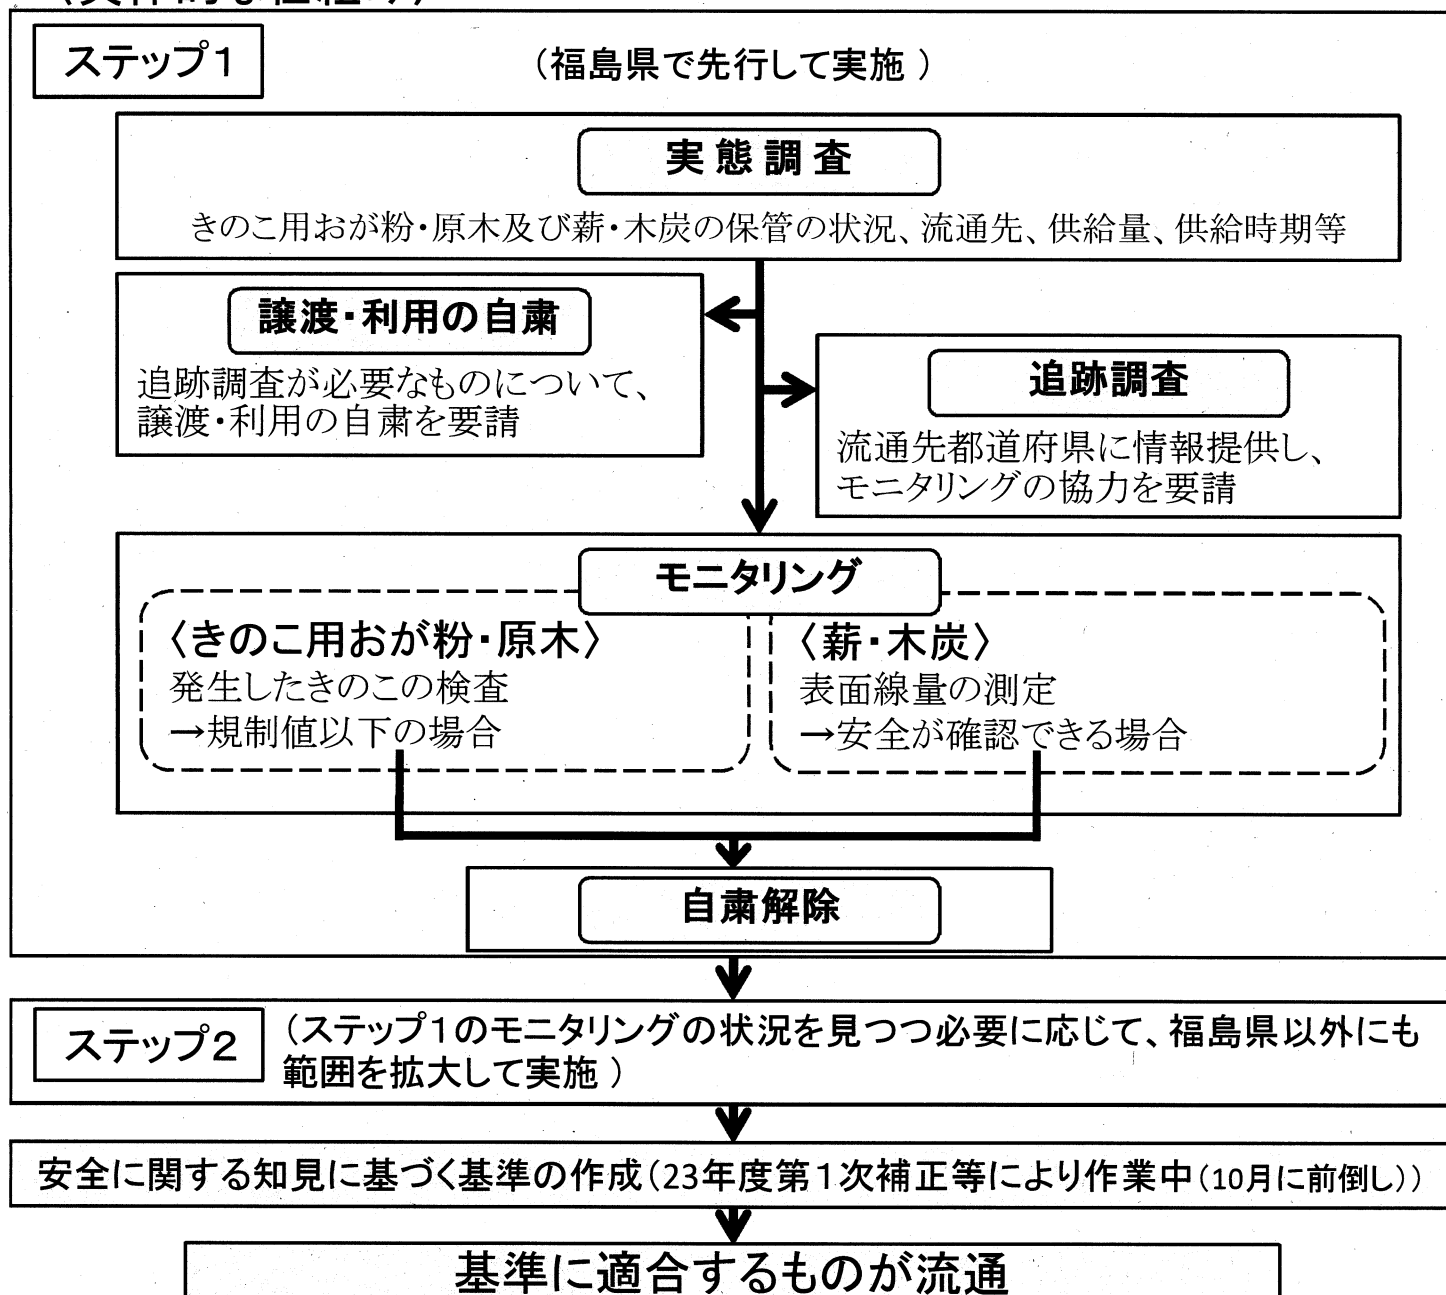 ステップ1
(福島県で先行して実施 )
実態調査
きのこ用おが粉・原木及び薪・木炭の保管の状況、流通先、供給量、供給時期等
譲渡・利用の自粛
追跡調査が必要なものについて、
譲渡・利用の自粛を要請
追跡調査
流通先都道府県に情報提供し、
モニタリングの協力を要請
モニタリング
〈きのこ用おが粉・原木〉
発生したきのこの検査
→規制値以下の場合
〈薪・木炭〉
表面線量の測定
→安全が確認できる場合
自粛解除
ステップ2
(ステップ1のモニタリングの状況を見つつ必要に応じて、福島県以外にも
範囲を拡大して実施 )
安全に関する知見に基づく基準の作成(23年度第1次補正等により作業中(10月に前倒し))
基準に適合するものが流通